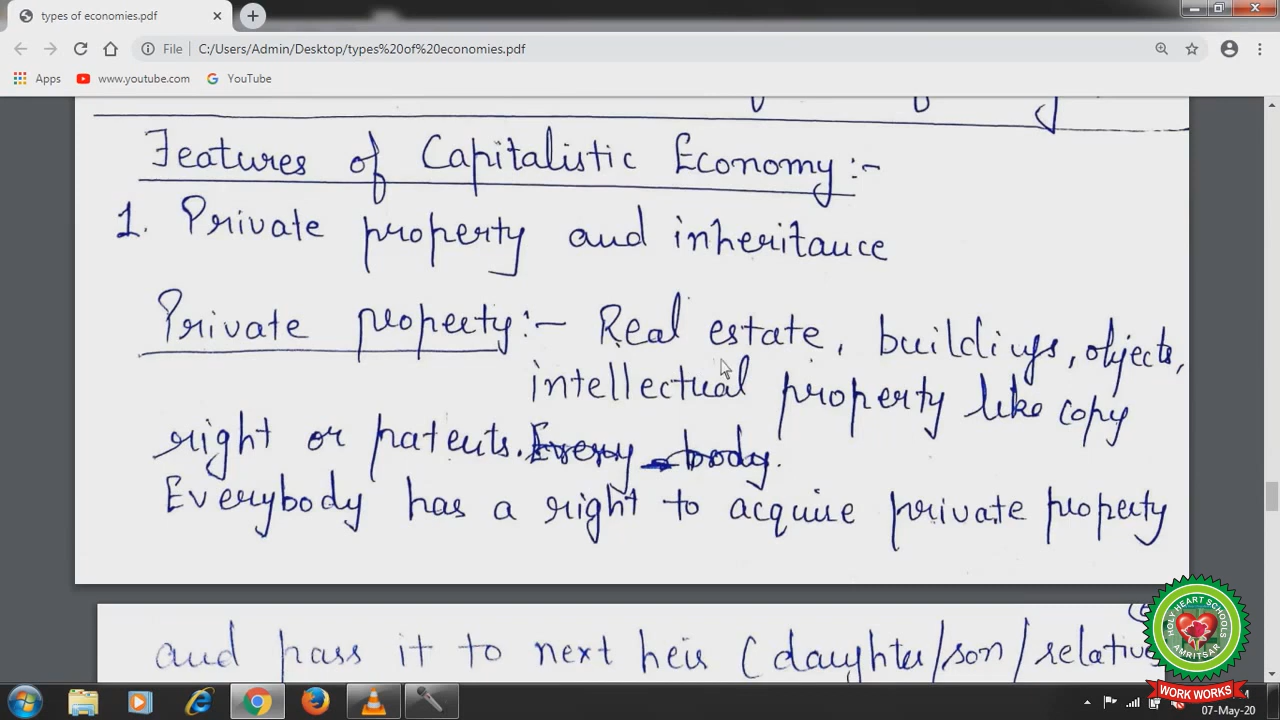 types of economies.pdf
File
C:/Users/Admin/Desktop/types%20of%20economies.pdf
Apps
www.youtube.com
YouTube
Features of Capitalistic Economy:-
1. Private property and inheritance
Private property:- Real estate, buildings, objects,
intellectual property like copy
right or patents. Every body.
Everybody has a right to acquire private property
and pass it to next heir (daughter/son/relative
HOLY HEART SCHOOLS
AMRITSAR
WORK WORKS
07-May-20